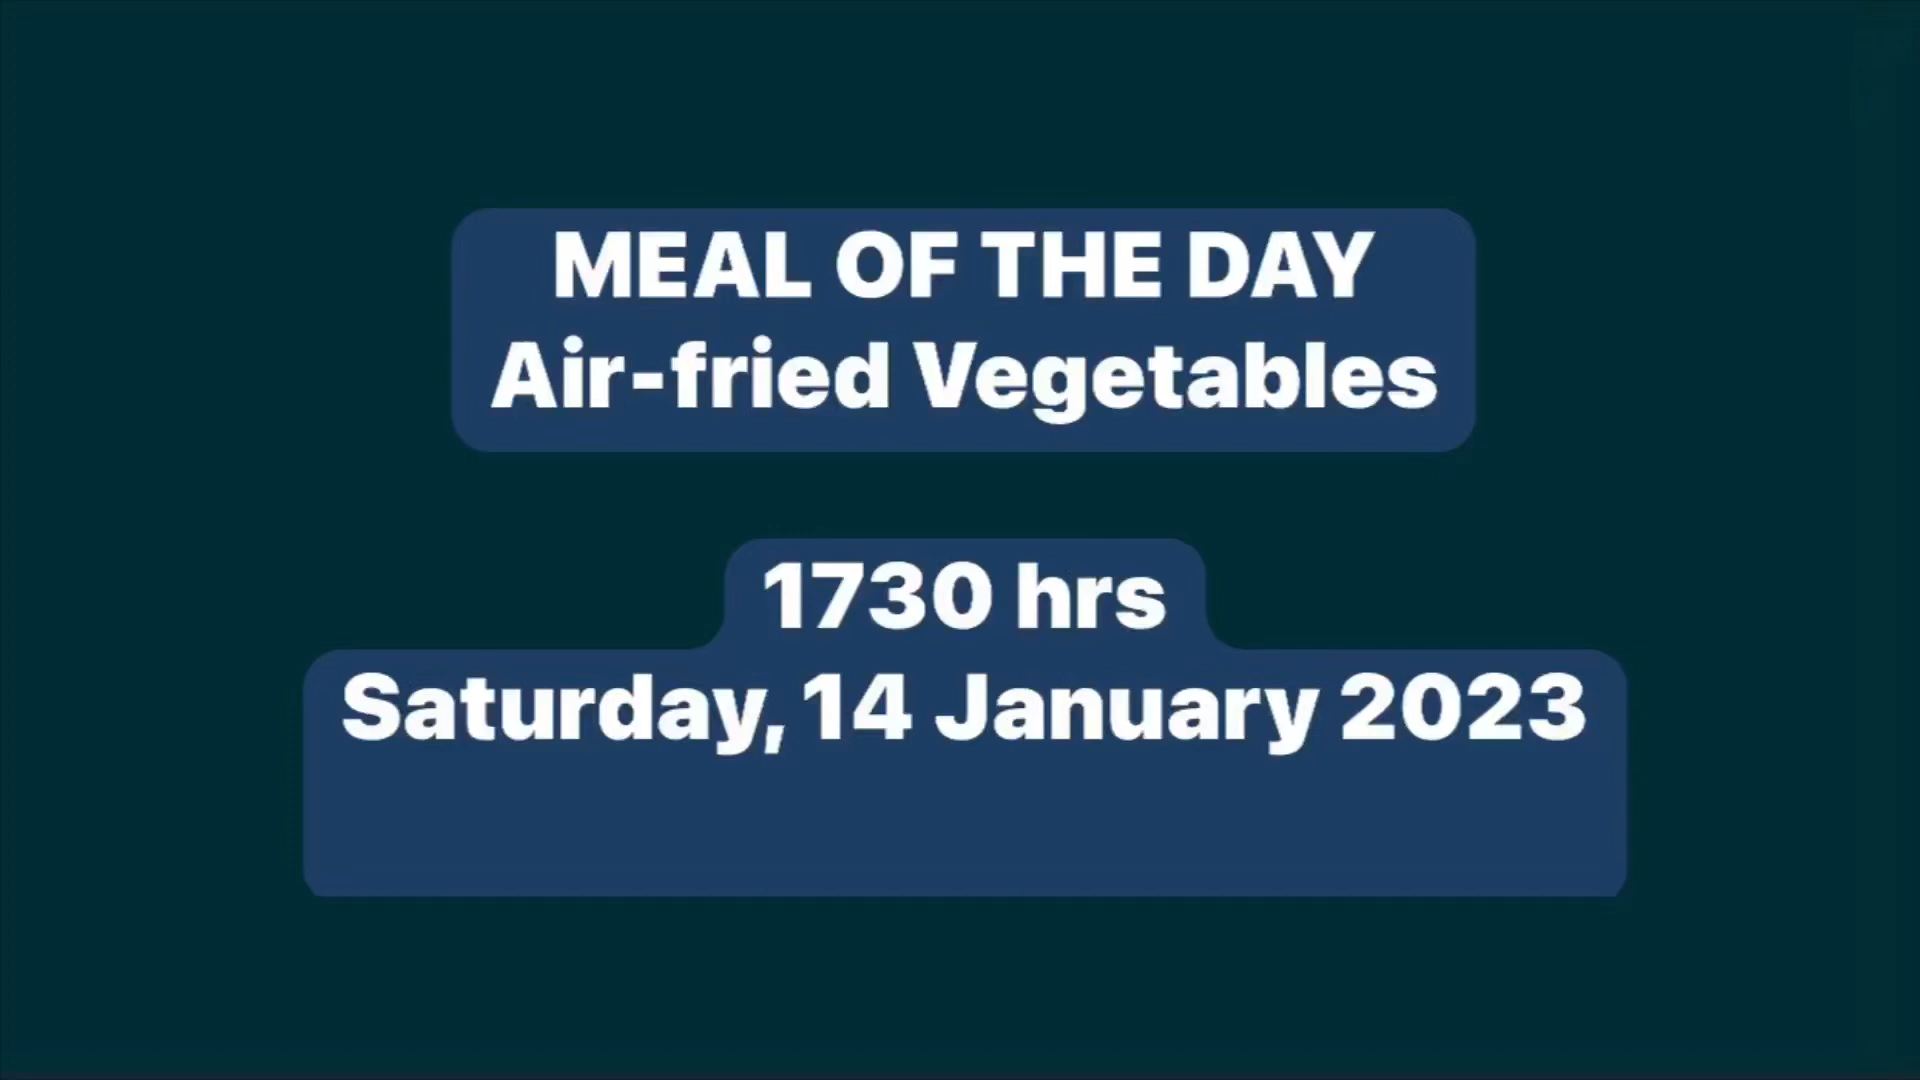 MEAL OF THE DAY
Air-fried Vegetables
1730 hrs
Saturday, 14 January 2023